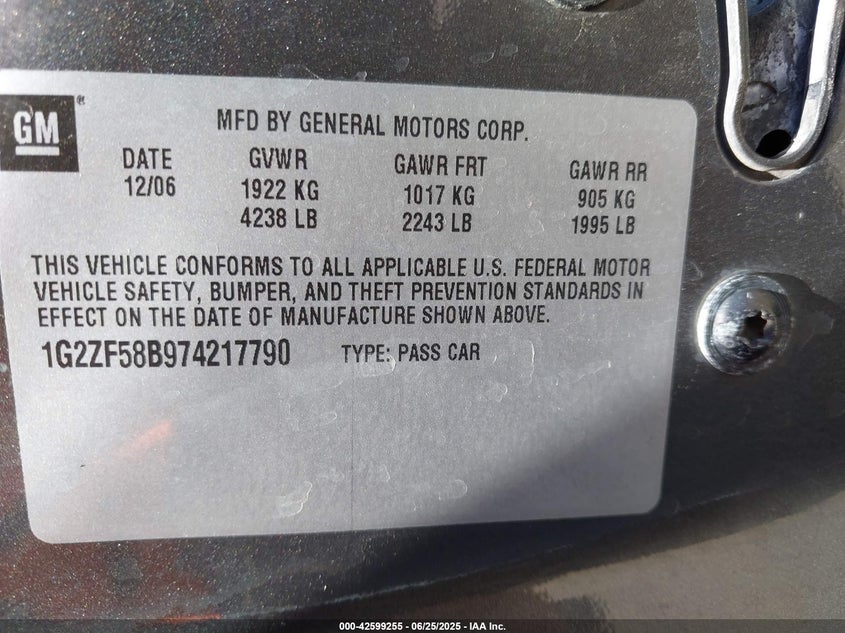 GM®
MFD BY GENERAL MOTORS CORP.
DATE GVWR GAWR FRT GAWR RR
12/06 1922 KG 1017 KG 905 KG
4238 LB 2243 LB 1995 LB
THIS VEHICLE CONFORMS TO ALL APPLICABLE U.S. FEDERAL MOTOR
VEHICLE SAFETY, BUMPER, AND THEFT PREVENTION STANDARDS IN
EFFECT ON THE DATE OF MANUFACTURE SHOWN ABOVE.
1G2ZF58B974217790 TYPE: PASS CAR
000-42599255 / 06/25/2025 - IAA Inc.